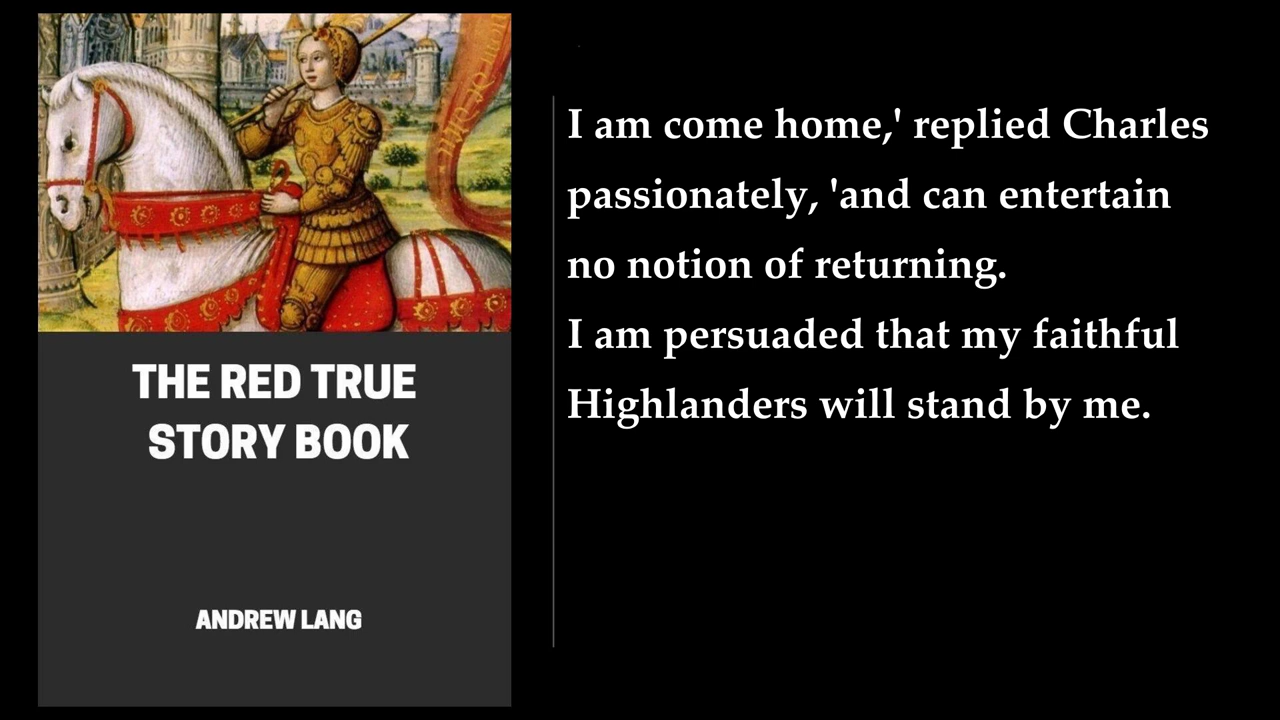 THE RED TRUE
STORY BOOK
ANDREW LANG
I am come home,' replied Charles
passionately, 'and can entertain
no notion of returning.
I am persuaded that my faithful
Highlanders will stand by me.